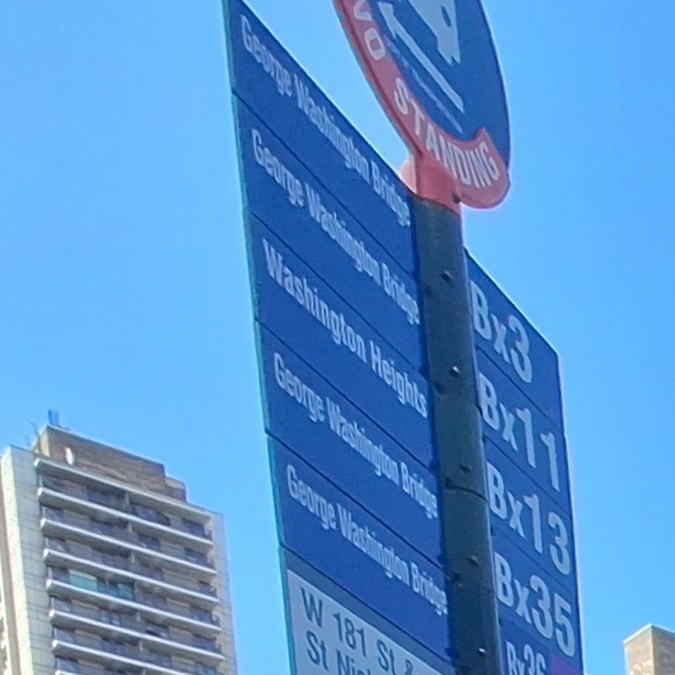 NO STANDING
George Washington Bridge Bx3
George Washington Bridge Bx11
Washington Heights Bx13
George Washington Bridge Bx35
George Washington Bridge Bx36
W 181 St &
St